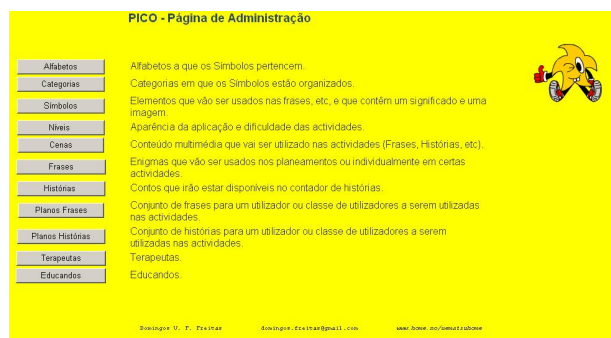 PICO - Página de Administração
Alfabetos Alfabetos a que os Símbolos pertencem.
Categorias Categorias em que os Símbolos estão organizados.
Símbolos Elementos que vão ser usados nas frases, etc, e que contêm um significado e uma
imagem.
Níveis Aparência da aplicação e dificuldade das actividades.
Cenas Conteúdo multimédia que vai ser utilizado nas actividades (Frases, Histórias, etc).
Frases Enigmas que vão ser usados nos planeamentos ou individualmente em certas
actividades.
Histórias Contos que irão estar disponíveis no contador de histórias.
Planos Frases Conjunto de frases para um utilizador ou classe de utilizadores a serem utilizadas
nas actividades.
Planos Histórias Conjunto de histórias para um utilizador ou classe de utilizadores a serem
utilizadas nas actividades.
Terapeutas Terapeutas.
Educandos Educandos.
Domingos V. F. Freitas domingos.freitas@gmail.com